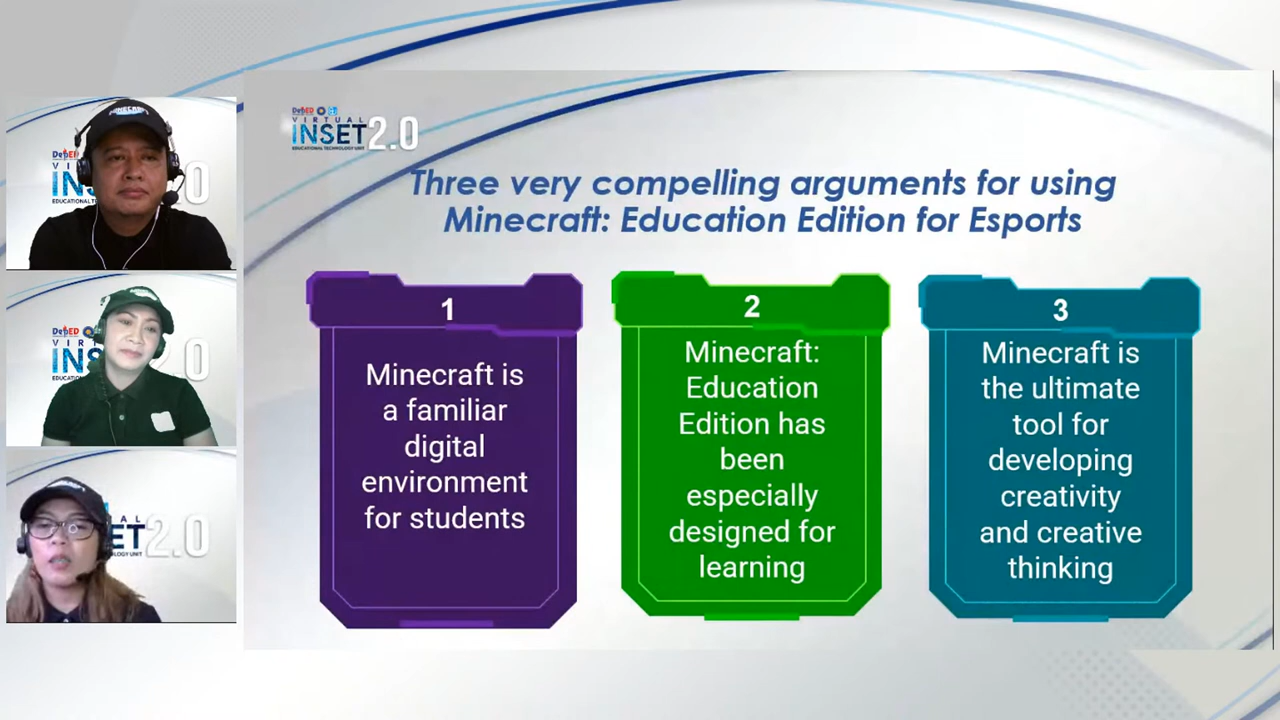 DepED
VIRTUAL
INSET 2.0
EDUCATIONAL TECHNOLOGY UNIT
Three very compelling arguments for using
Minecraft: Education Edition for Esports
1
Minecraft is
a familiar
digital
environment
for students
2
Minecraft:
Education
Edition has
been
especially
designed for
learning
3
Minecraft is
the ultimate
tool for
developing
creativity
and creative
thinking